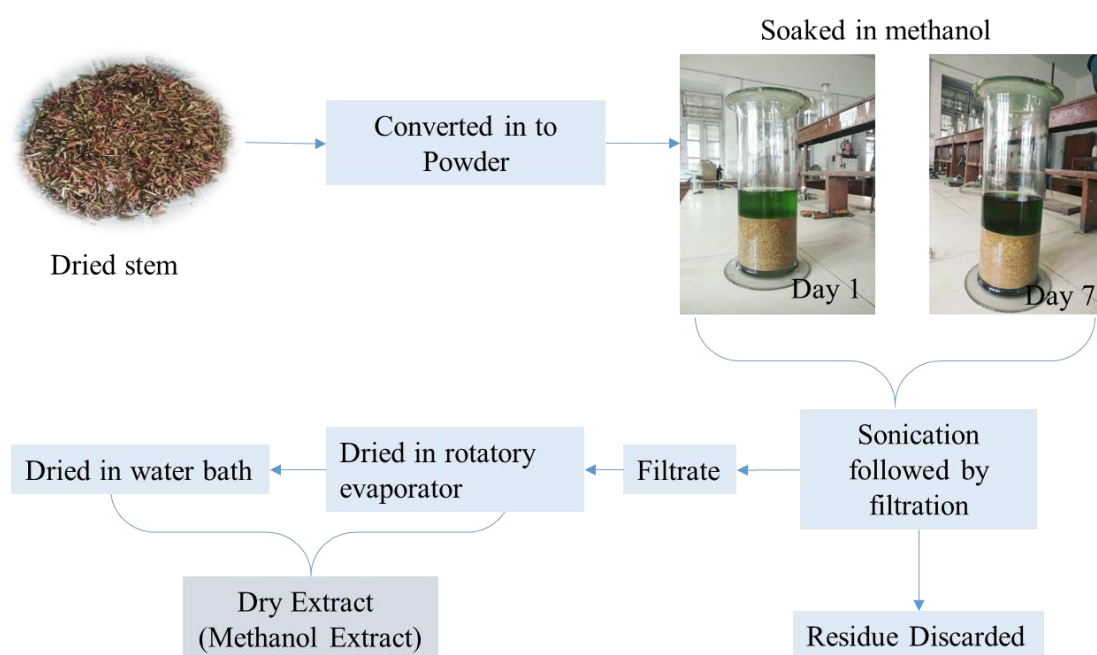 Soaked in methanol
Converted in to
Powder
Dried stem
Day 1
Day 7
Sonication
followed by
filtration
Filtrate
Dried in rotatory
evaporator
Dried in water bath
Dry Extract
(Methanol Extract)
Residue Discarded